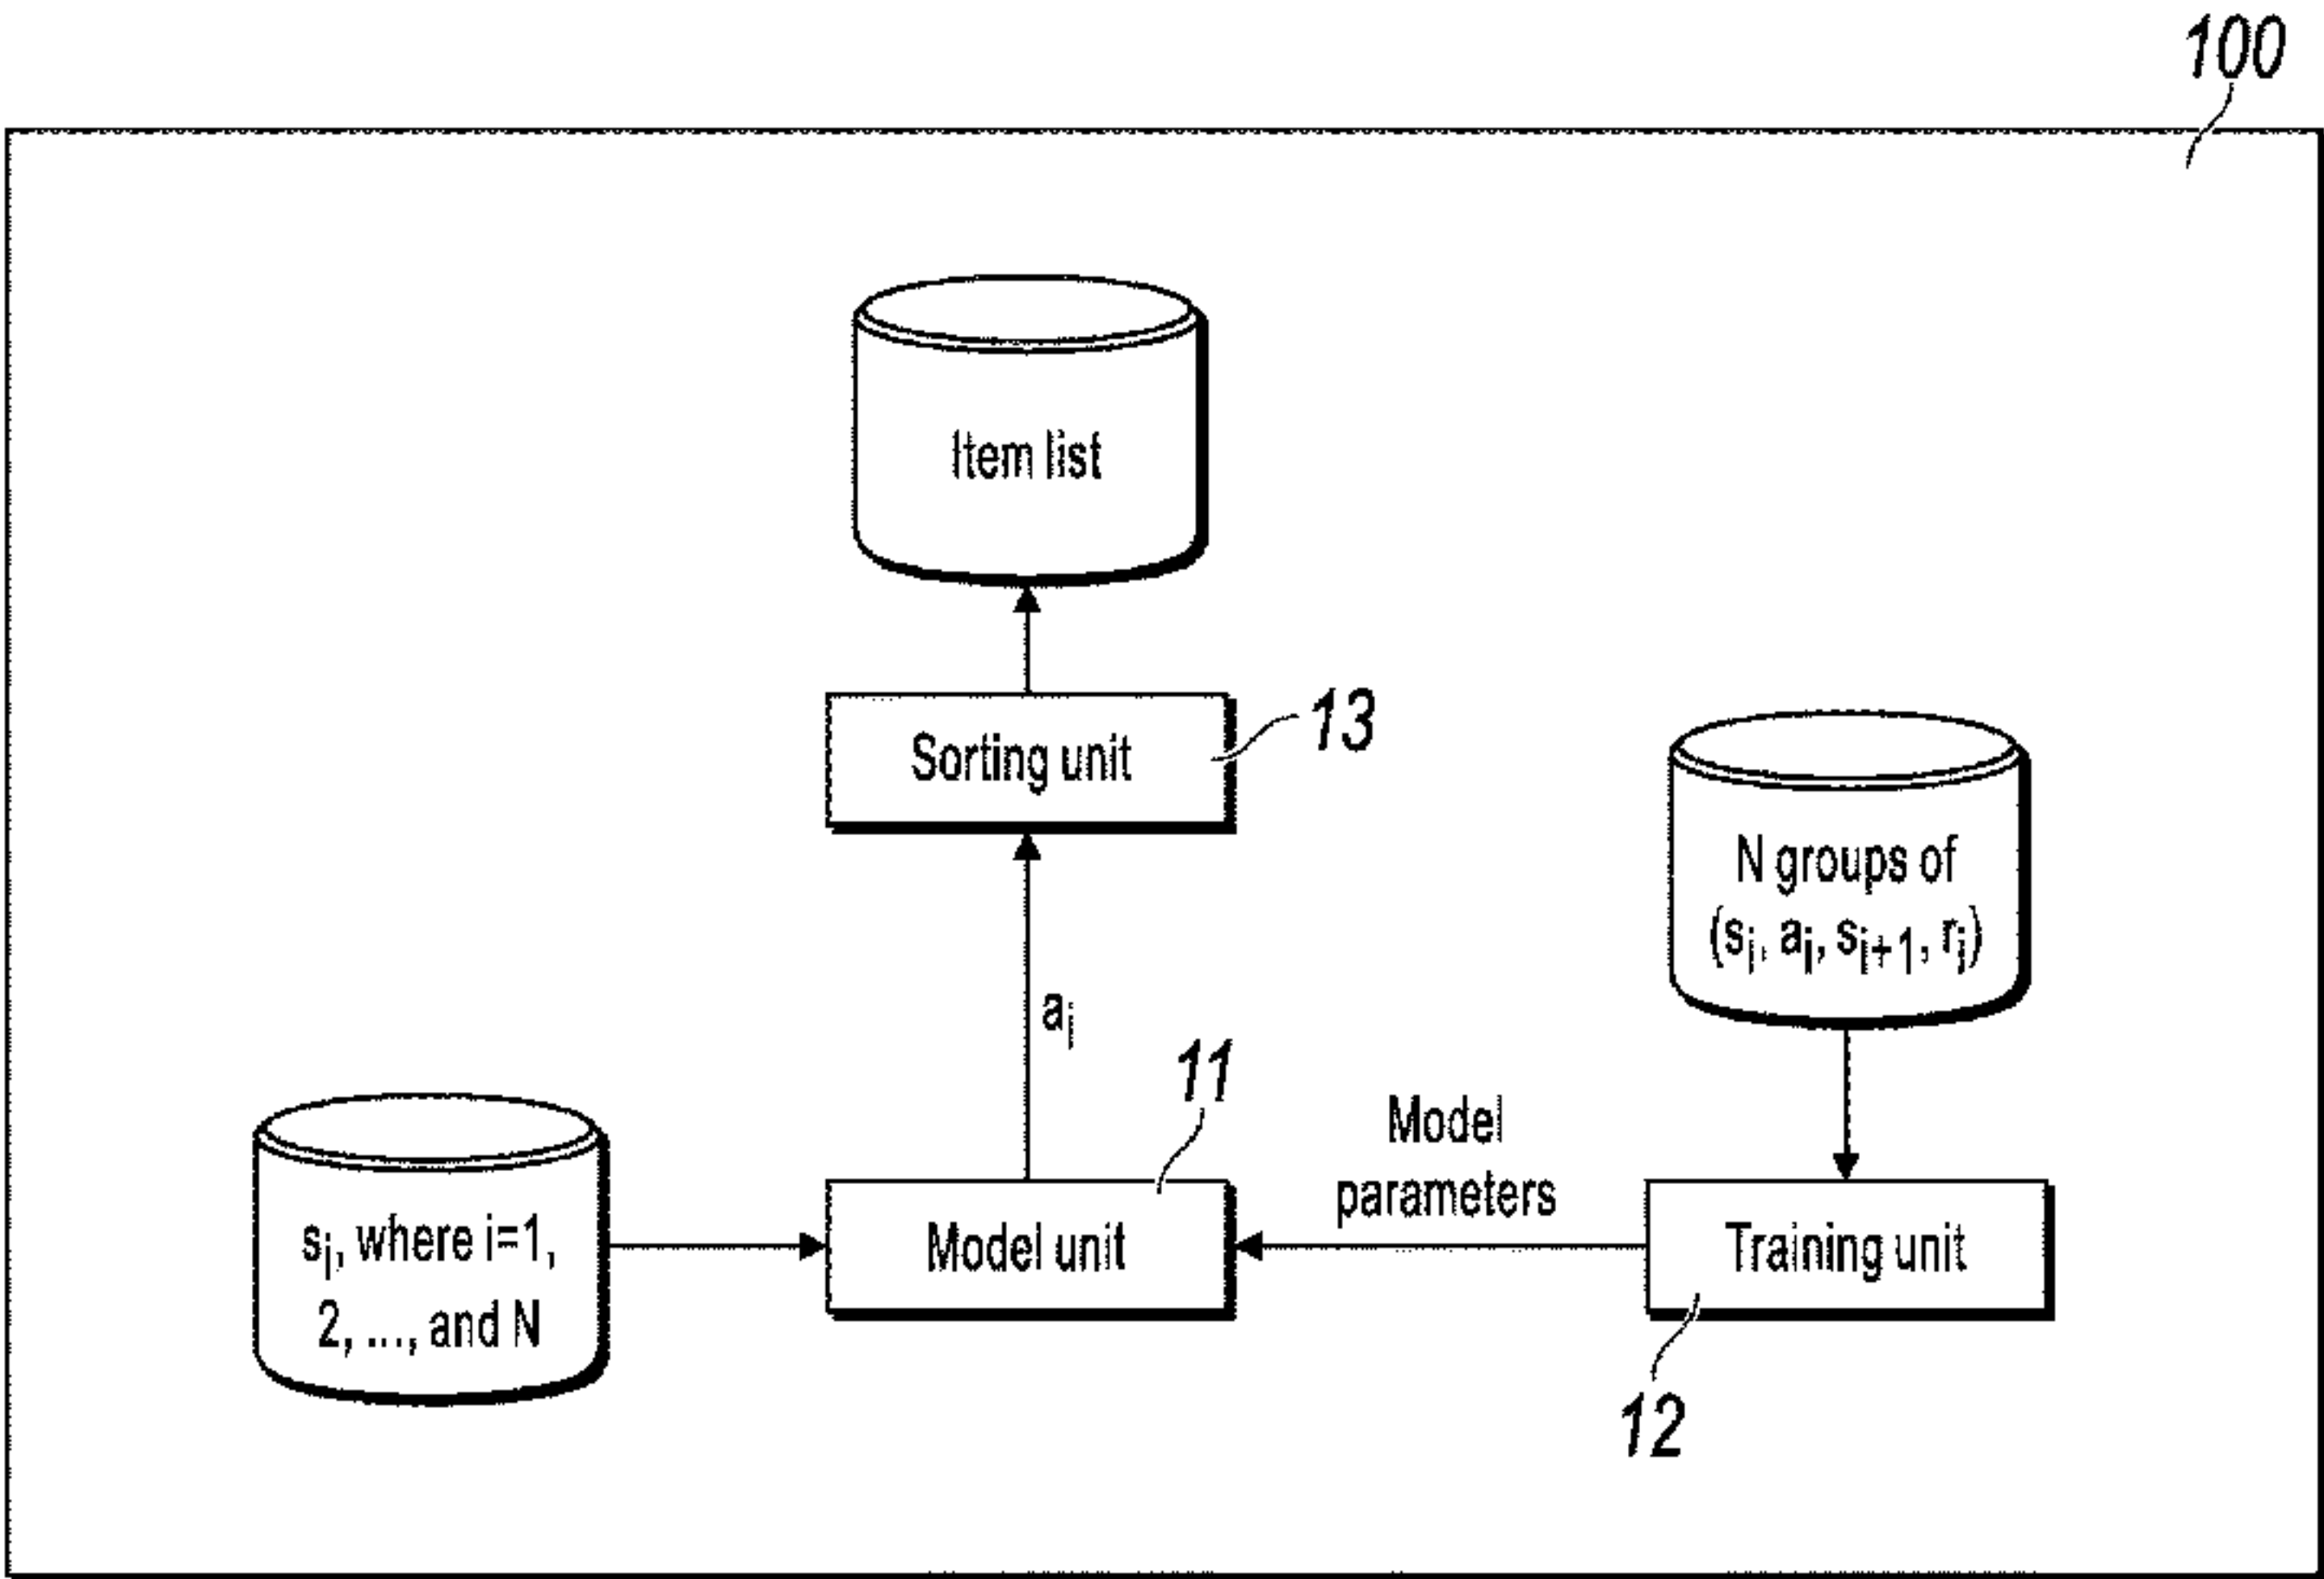 100
Item list
Sorting unit
13
N groups of
(sᵢ, aᵢ, sᵢ₊₁, rᵢ)
aᵢ
11
Model
parameters
sᵢ, where i=1,
2, ..., and N
Model unit
Training unit
12